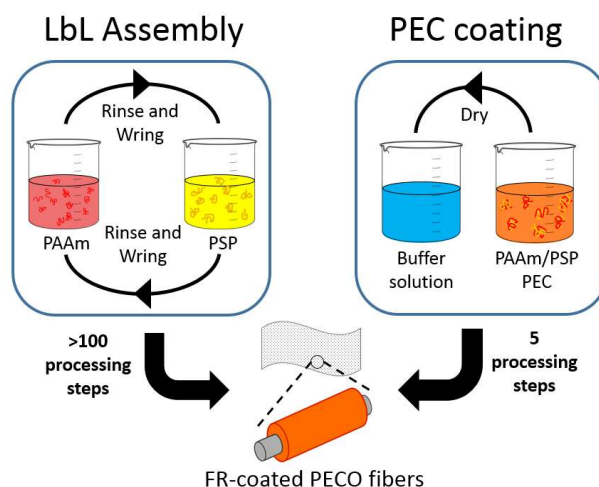 LbL Assembly
Rinse and
Wring
PAAm
Rinse and
Wring
PSP
>100
processing
steps
PEC coating
Dry
Buffer
solution
PAAm/PSP
PEC
5
processing
steps
FR-coated PECO fibers